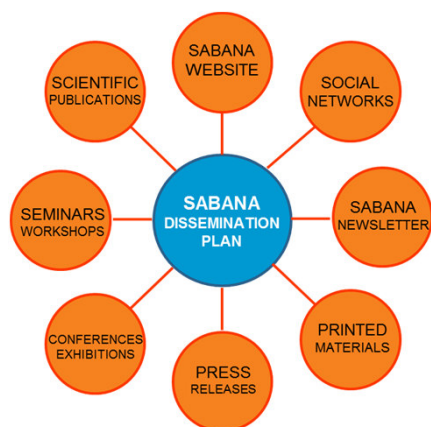 SABANA
WEBSITE
SCIENTIFIC
PUBLICATIONS
SOCIAL
NETWORKS
SEMINARS
WORKSHOPS
SABANA
DISSEMINATION
PLAN
SABANA
NEWSLETTER
CONFERENCES
EXHIBITIONS
PRINTED
MATERIALS
PRESS
RELEASES